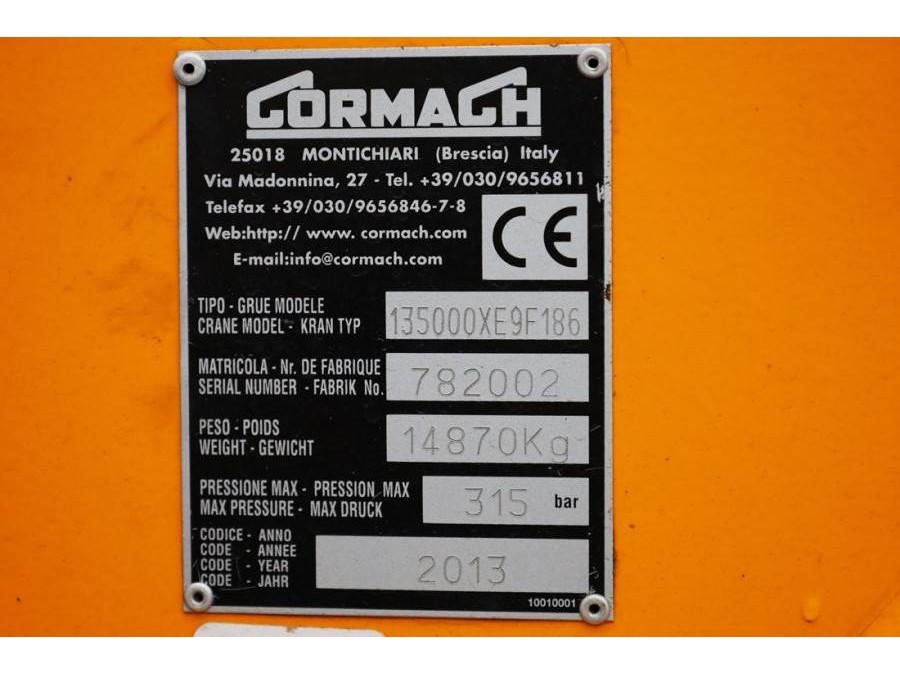 CORMACH
25018 MONTICHIARI (Brescia) Italy
Via Madonnina, 27 - Tel. +39/030/9656811
Telefax +39/030/9656846-7-8
Web:http:// www. cormach.com
E-mail:info@cormach.com
CE
TIPO - GRUE MODELE
CRANE MODEL - KRAN TYP
135000XE9F186
MATRICOLA - Nr. DE FABRIQUE
SERIAL NUMBER - FABRIK No.
782002
PESO - POIDS
WEIGHT - GEWICHT
14870Kg
PRESSIONE MAX - PRESSION MAX
MAX PRESSURE - MAX DRUCK
315 bar
CODICE - ANNO
CODE - ANNEE
CODE - YEAR
CODE - JAHR
2013
10010001